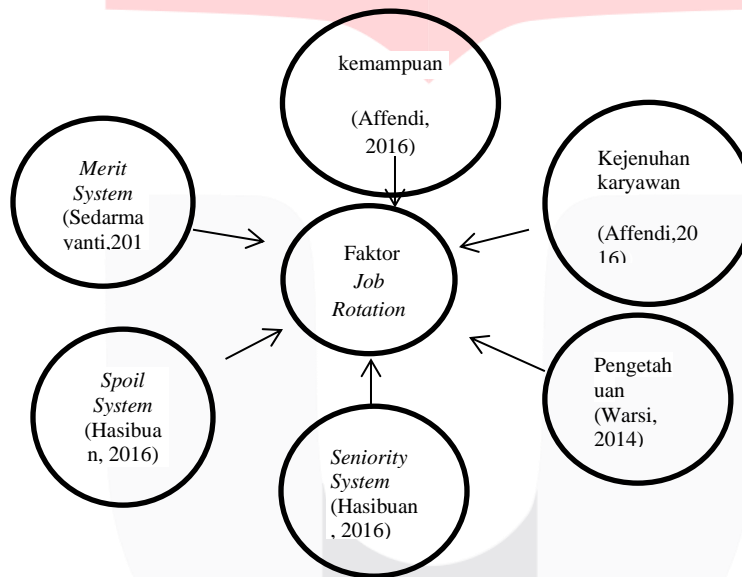 kemampuan
(Affendi,
2016)
Merit
System
(Sedarma
yanti,201
Kejenuhan
karyawan
(Affendi,20
16)
Faktor
Job
Rotation
Spoil
System
(Hasibua
n, 2016)
Seniority
System
(Hasibuan
, 2016)
Pengetah
uan
(Warsi,
2014)